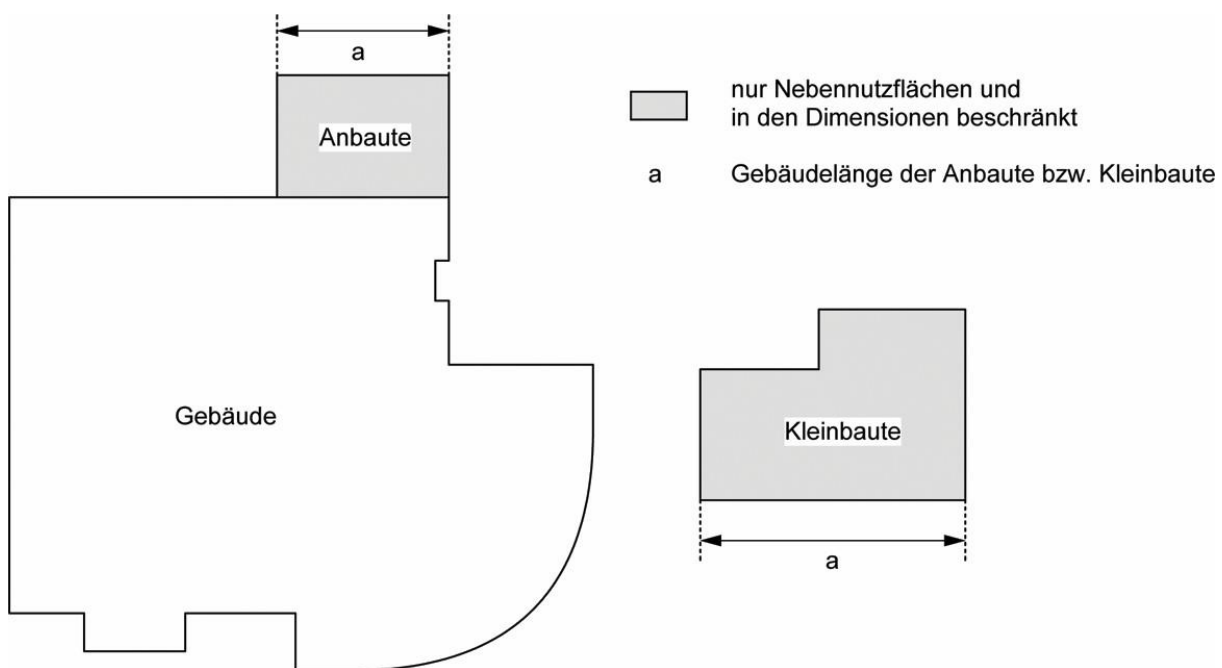 a
Anbaute
nur Nebennutzflächen und
in den Dimensionen beschränkt
a Gebäudelänge der Anbaute bzw. Kleinbaute
Gebäude
Kleinbaute
a